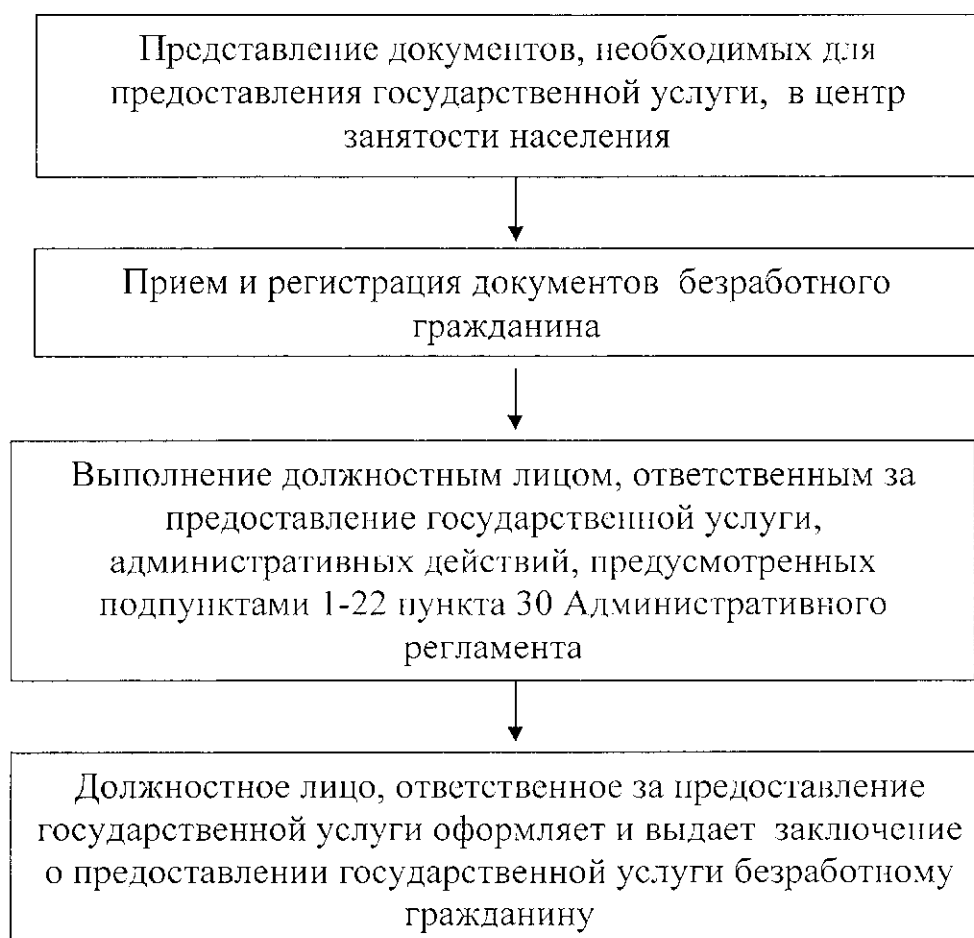 Представление документов, необходимых для
предоставления государственной услуги, в центр
занятости населения
Прием и регистрация документов безработного
гражданина
Выполнение должностным лицом, ответственным за
предоставление государственной услуги,
административных действий, предусмотренных
подпунктами 1-22 пункта 30 Административного
регламента
Должностное лицо, ответственное за предоставление
государственной услуги оформляет и выдает заключение
о предоставлении государственной услуги безработному
гражданину